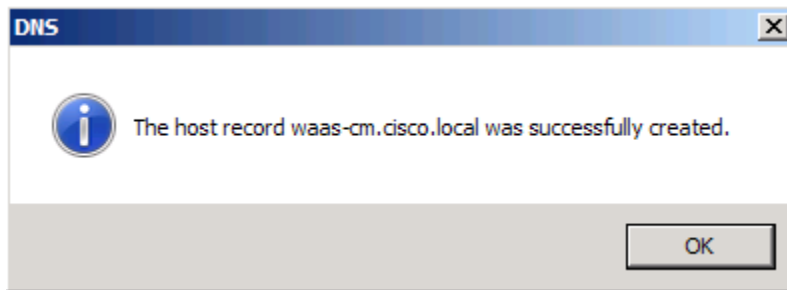 DNS
The host record waas-cm.cisco.local was successfully created.
OK